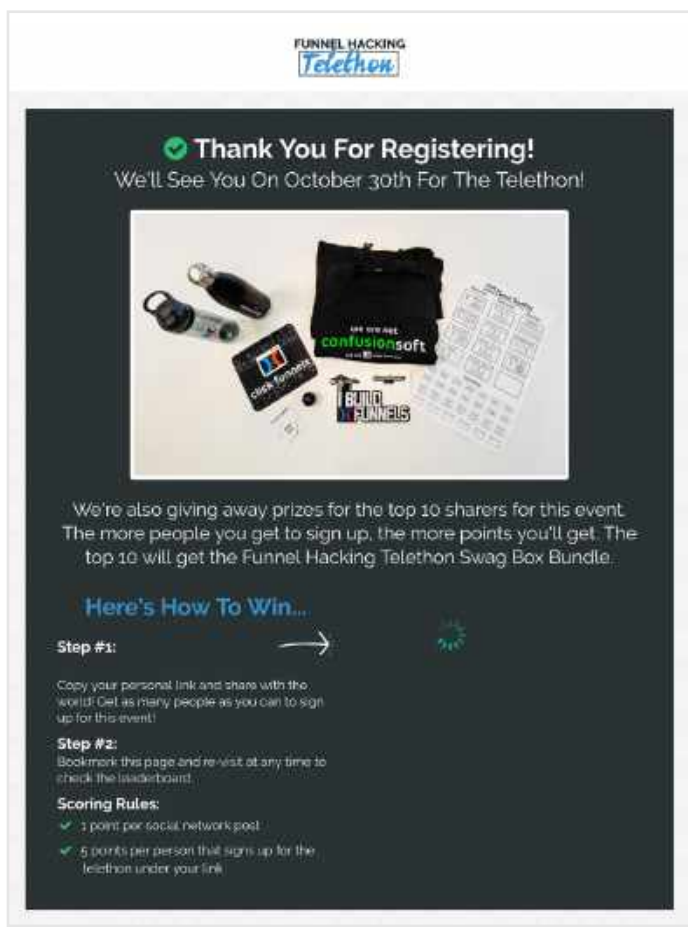 FUNNEL HACKING
Telethon
Thank You For Registering!
We'll See You On October 30th For The Telethon!
we are not
confusionsoft
click funnels
BUILD
FUNNELS
We're also giving away prizes for the top 10 sharers for this event.
The more people you get to sign up, the more points you'll get. The
top 10 will get the Funnel Hacking Telethon Swag Box Bundle.
Here's How To Win...
Step #1:
Copy your personal link and share with the
world! Get as many people as you can to sign
up for this event!
Step #2:
Bookmark this page and re-visit at any time to
check the leaderboard.
Scoring Rules:
1 point per social network post
5 points per person that signs up for the
telethon under your link